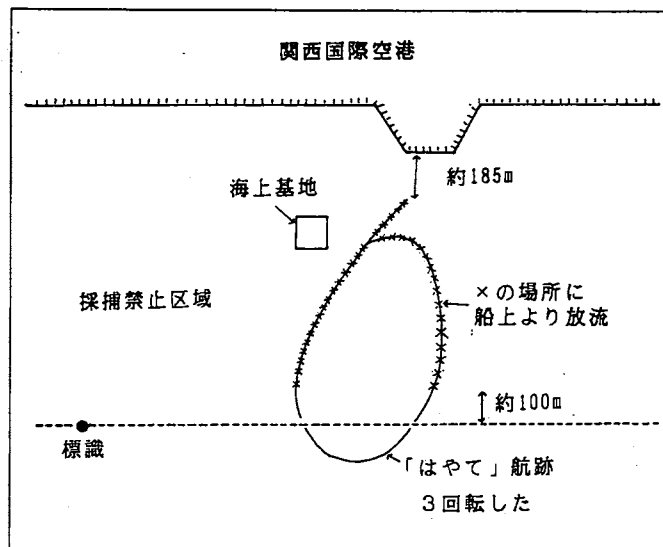 関西国際空港
約185m
海上基地
採捕禁止区域
×の場所に
船上より放流
約100m
標識
「はやて」航跡
3回転した